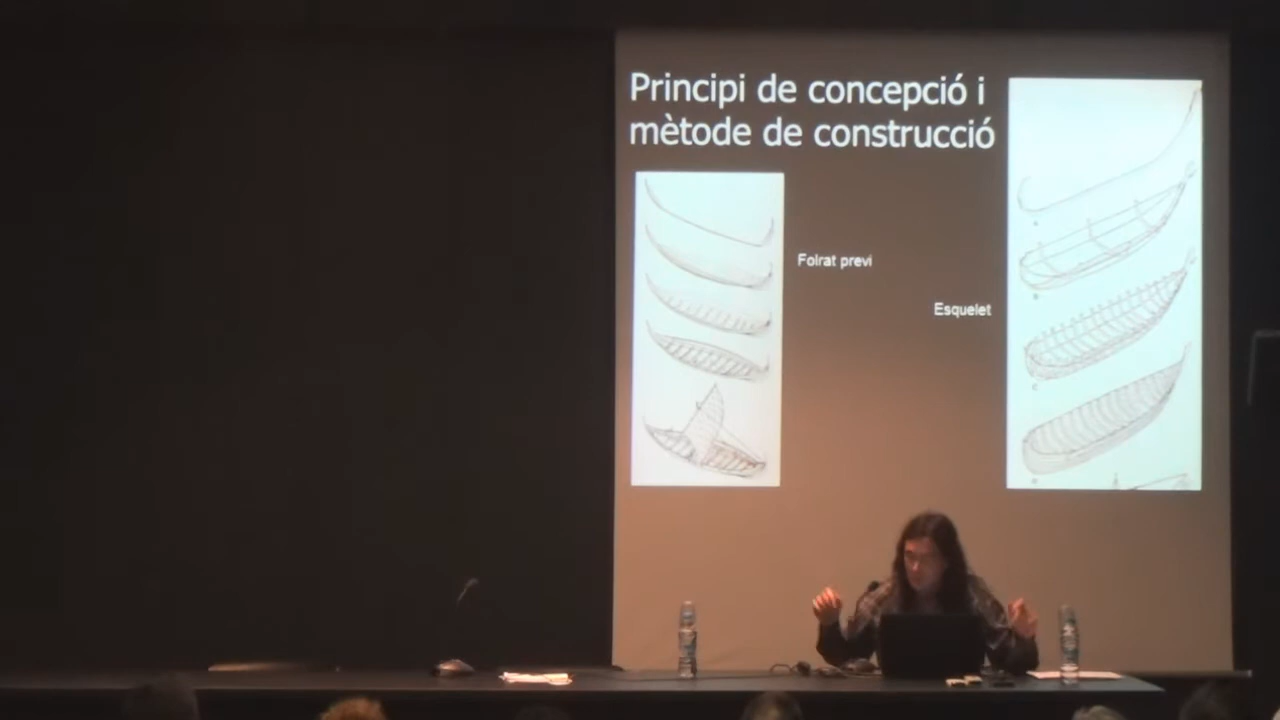 Principi de concepció i
mètode de construcció
Folrat previ
Esquelet